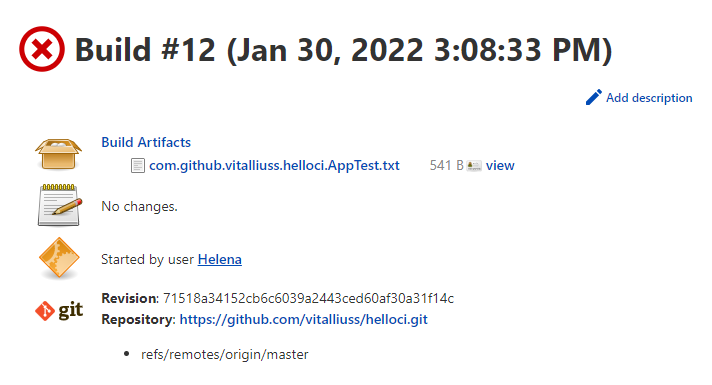 Build #12 (Jan 30, 2022 3:08:33 PM)
Add description
Build Artifacts
com.github.vitalliuss.helloci.AppTest.txt 541 B view
No changes.
Started by user Helena
git
Revision: 71518a34152cb6c6039a2443ced60af30a31f14c
Repository: https://github.com/vitalliuss/helloci.git
refs/remotes/origin/master